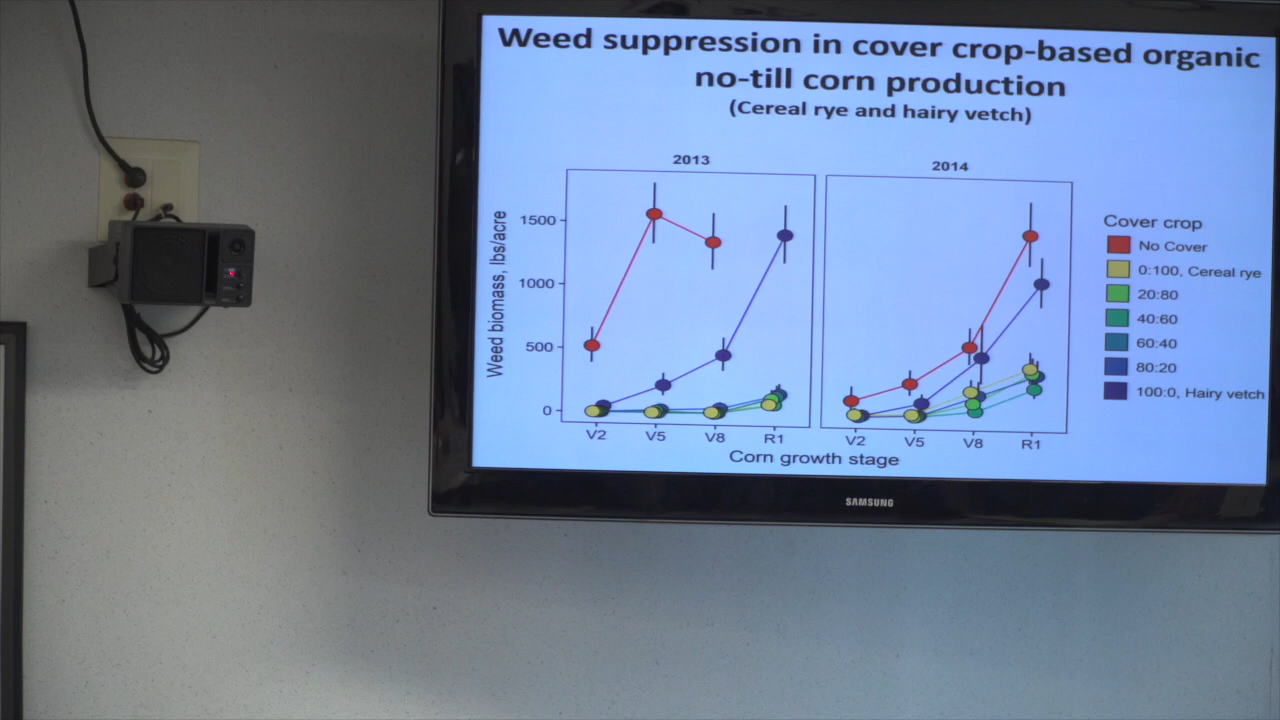 Weed suppression in cover crop-based organic
no-till corn production
(Cereal rye and hairy vetch)
2013
2014
Weed biomass, lbs/acre
1500
1000
500
0
V2 V5 V8 R1
V2 V5 V8 R1
Corn growth stage
Cover crop
No Cover
0:100, Cereal rye
20:80
40:60
60:40
80:20
100:0, Hairy vetch
SAMSUNG